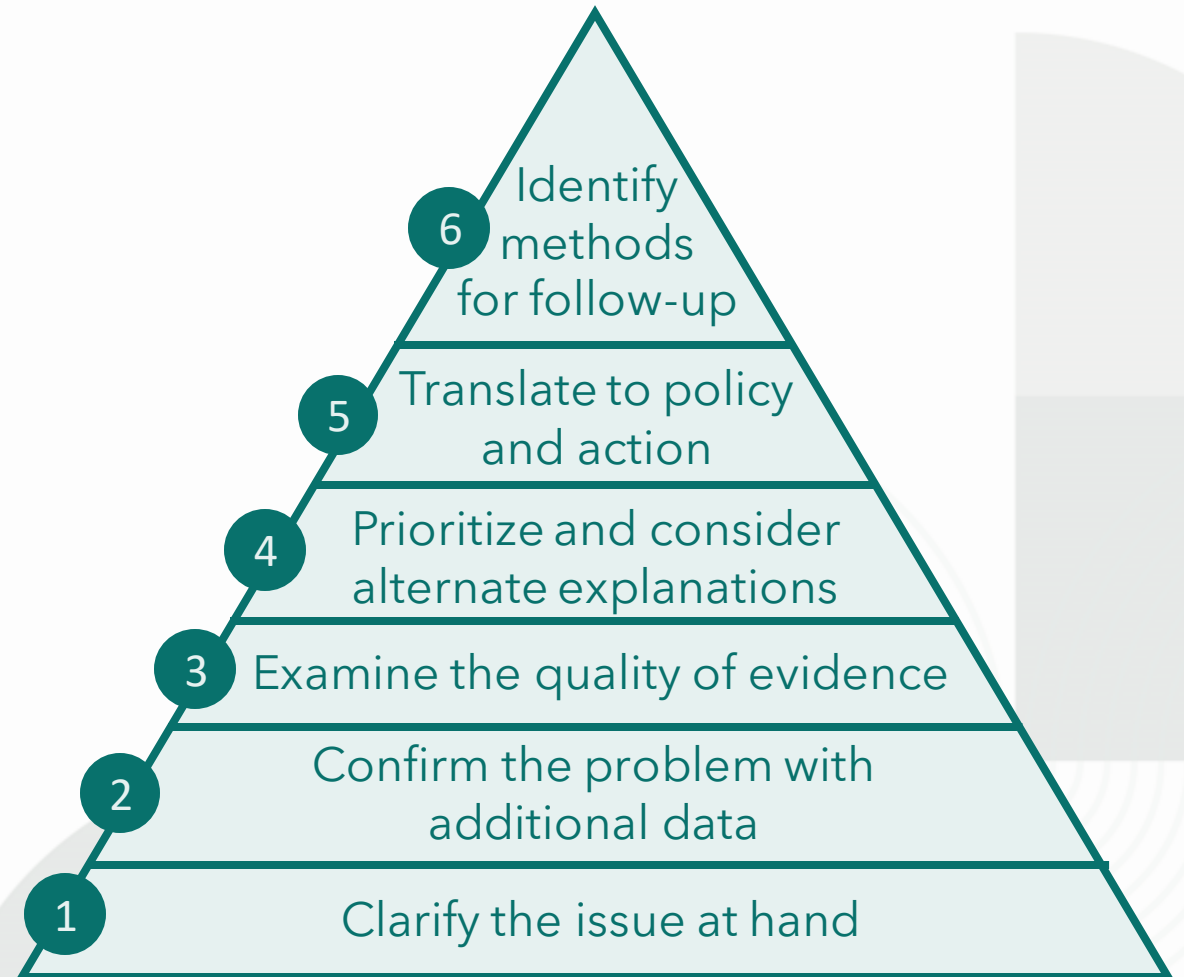 6
Identify
methods
for follow-up
5
Translate to policy
and action
4
Prioritize and consider
alternate explanations
3
Examine the quality of evidence
2
Confirm the problem with
additional data
1
Clarify the issue at hand